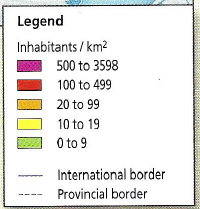 Legend
Inhabitants / km²
500 to 3598
100 to 499
20 to 99
10 to 19
0 to 9
International border
Provincial border